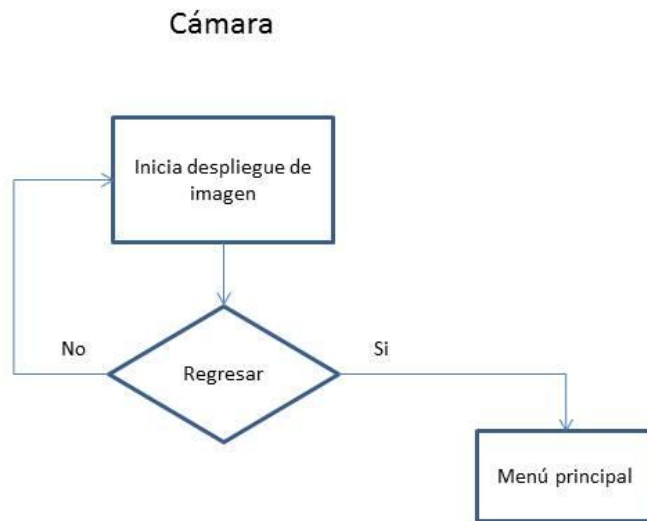 Cámara
Inicia despliegue de
imagen
No
Regresar
Si
Menú principal